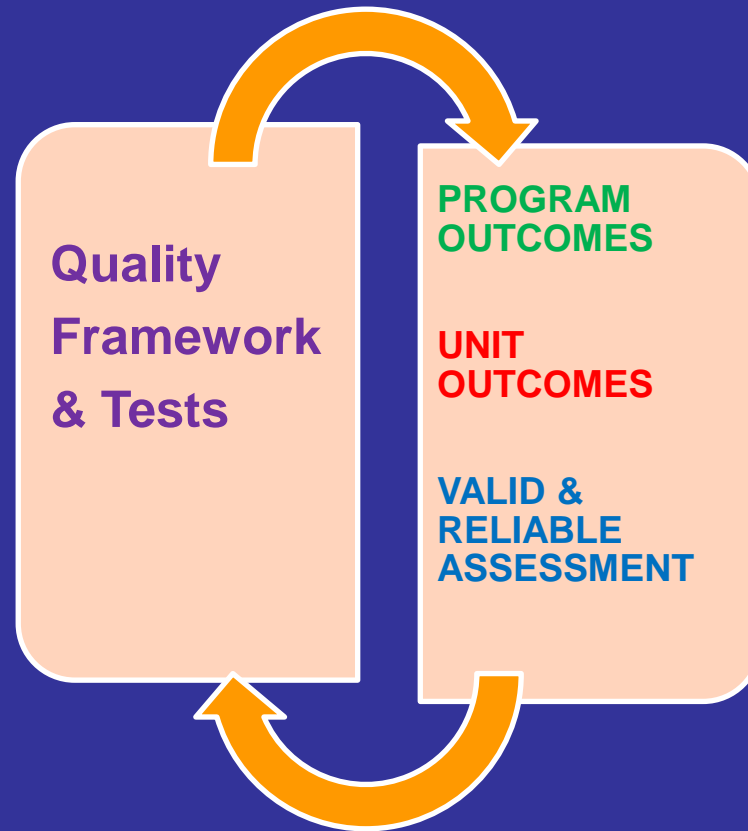 Quality
Framework
& Tests
PROGRAM
OUTCOMES
UNIT
OUTCOMES
VALID &
RELIABLE
ASSESSMENT